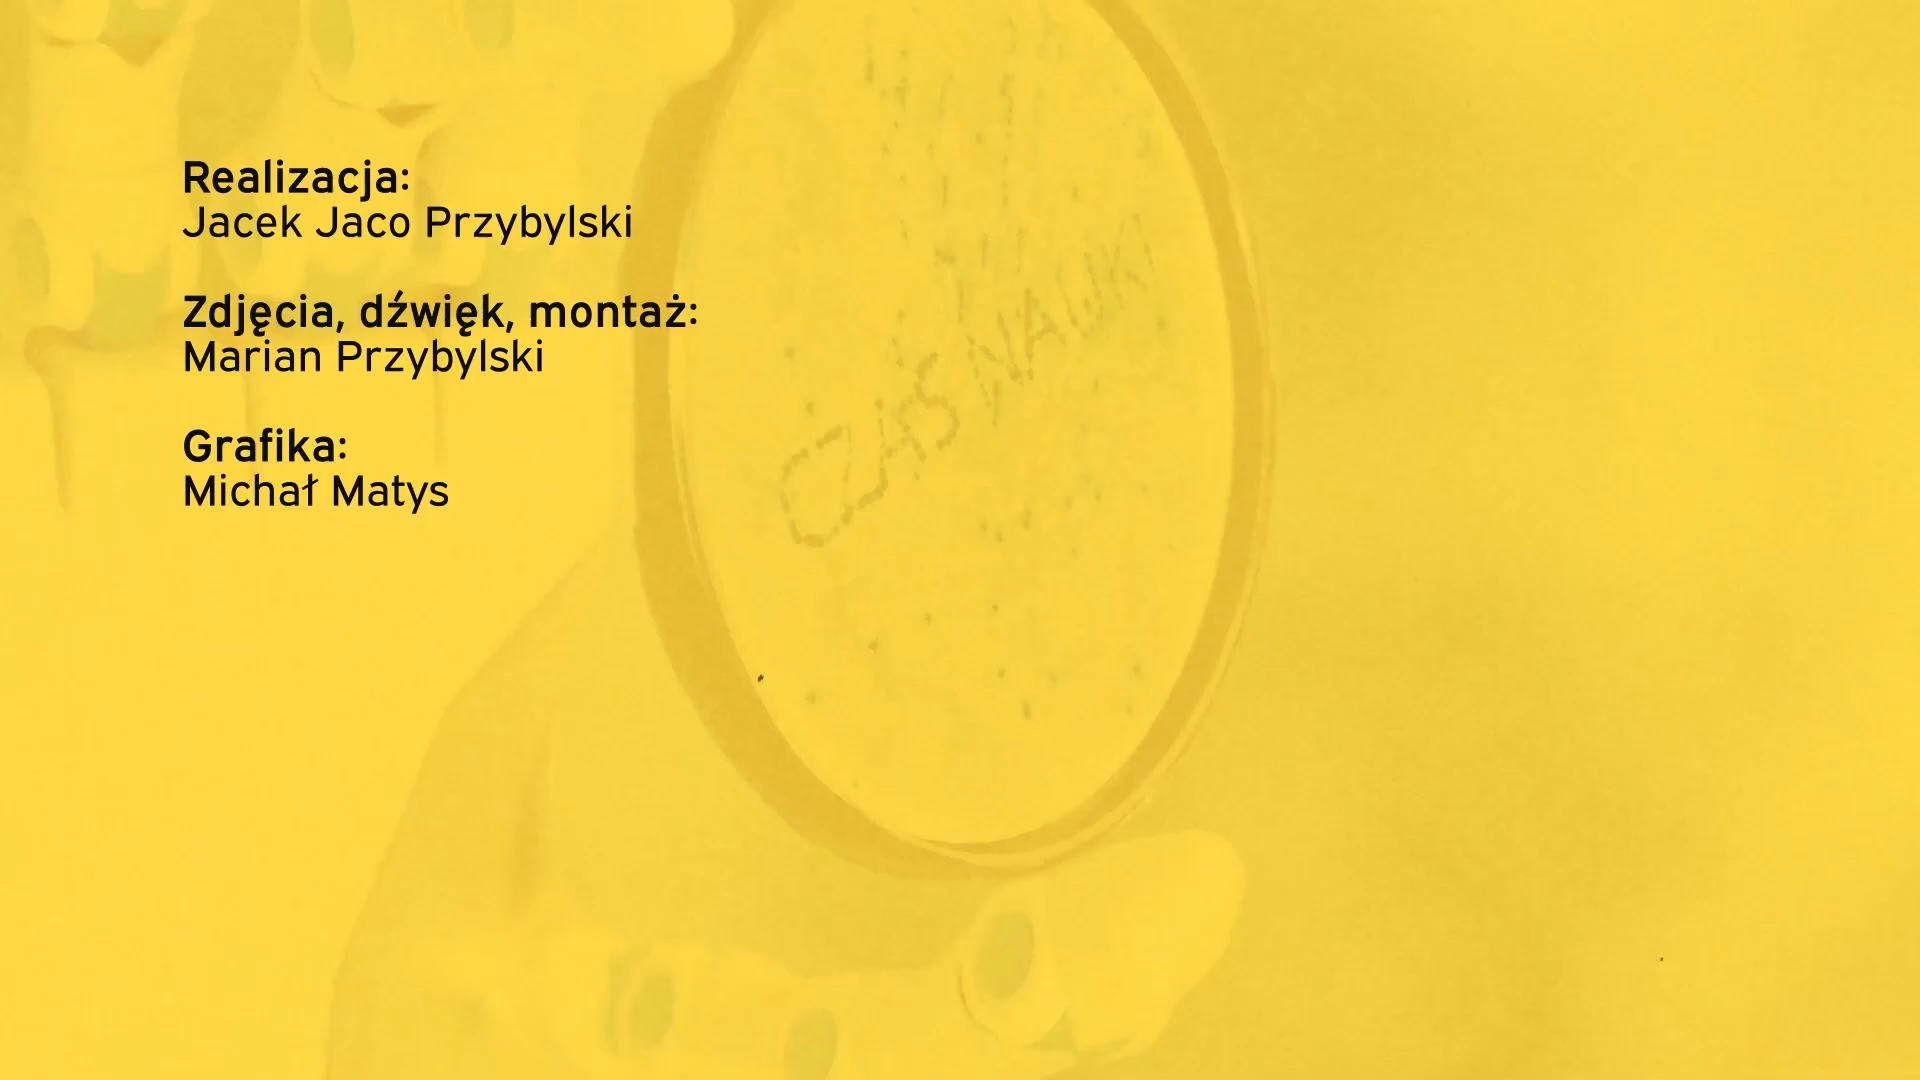 Realizacja:
Jacek Jaco Przybylski
Zdjęcia, dźwięk, montaż:
Marian Przybylski
Grafika:
Michał Matys
CZAS NAUKI